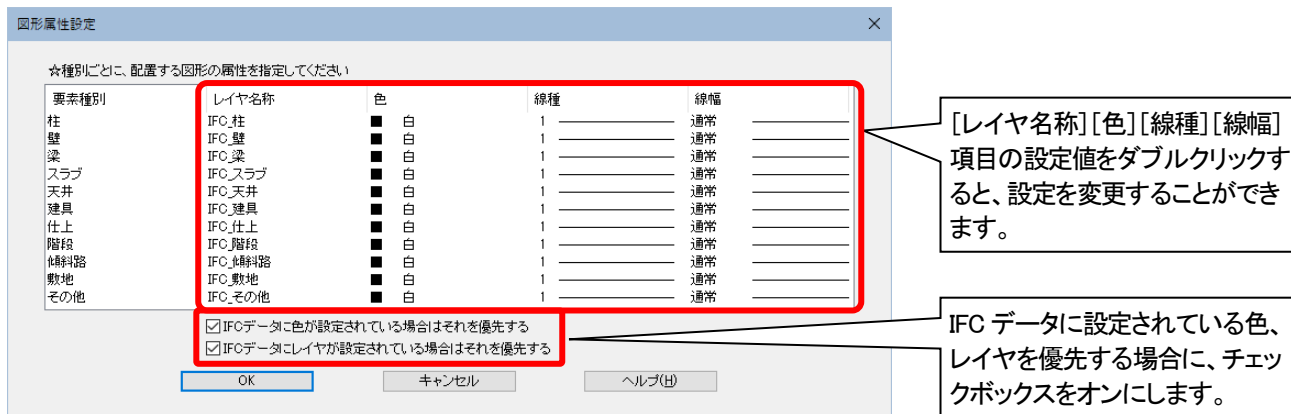 図形属性設定
☆種別ごとに、配置する図形の属性を指定してください
要素種別 レイヤ名称 色 線種 線幅
柱 IFC_柱 白 1 通常
壁 IFC_壁 白 1 通常
梁 IFC_梁 白 1 通常
スラブ IFC_スラブ 白 1 通常
天井 IFC_天井 白 1 通常
建具 IFC_建具 白 1 通常
仕上 IFC_仕上 白 1 通常
階段 IFC_階段 白 1 通常
傾斜路 IFC_傾斜路 白 1 通常
敷地 IFC_敷地 白 1 通常
その他 IFC_その他 白 1 通常
IFCデータに色が設定されている場合はそれを優先する
IFCデータにレイヤが設定されている場合はそれを優先する
OK キャンセル ヘルプ(H)
[レイヤ名称][色][線種][線幅]
項目の設定値をダブルクリックす
ると、設定を変更することができ
ます。
IFC データに設定されている色、
レイヤを優先する場合に、チェッ
クボックスをオンにします。